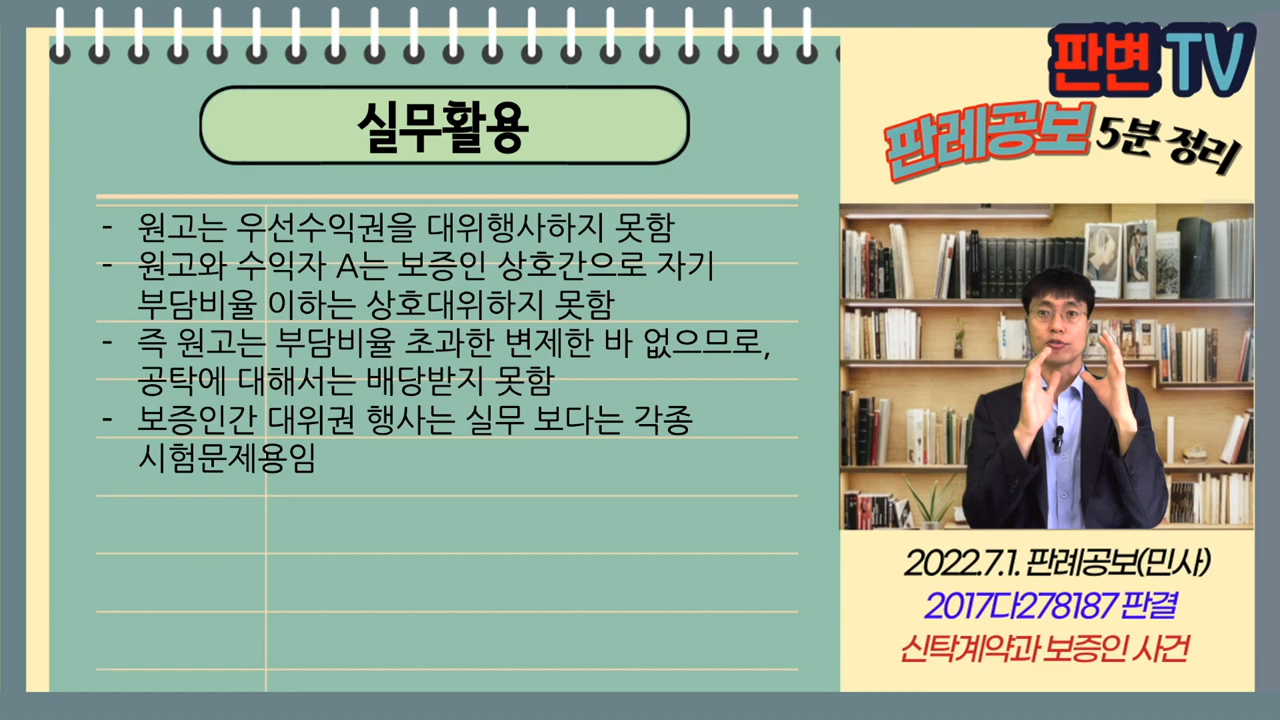 실무활용
- 원고는 우선수익권을 대위행사하지 못함
- 원고와 수익자 A는 보증인 상호간으로 자기
부담비율 이하는 상호대위하지 못함
- 즉 원고는 부담비율 초과한 변제한 바 없으므로,
공탁에 대해서는 배당받지 못함
- 보증인간 대위권 행사는 실무 보다는 각종
시험문제용임
판변 TV
판례공보 5분 정리
2022.7.1. 판례공보(민사)
2017다278187 판결
신탁계약과 보증인 사건